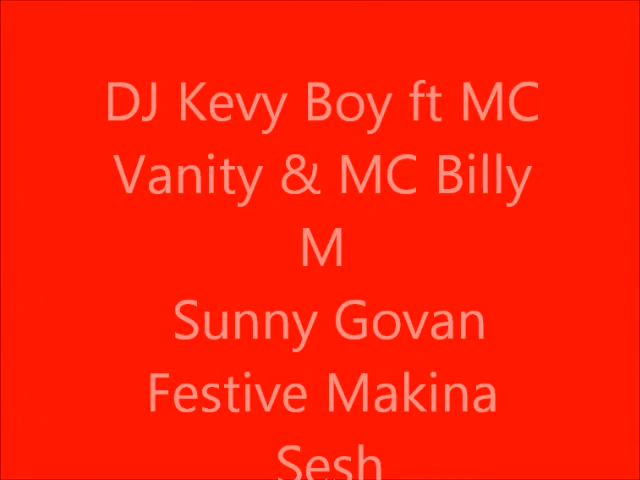 DJ Kevy Boy ft MC
Vanity & MC Billy
M
Sunny Govan
Festive Makina
Sesh